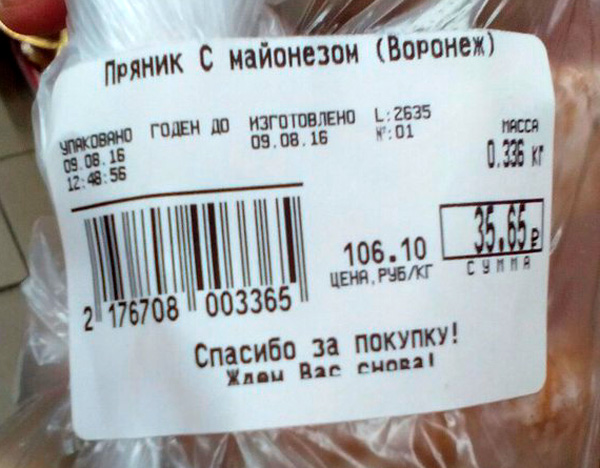 Пряник С майонезом (Воронеж)
УПАКОВАНО ГОДЕН ДО ИЗГОТОВЛЕНО L:2635
09.08.16 09.08.16 №:01
12:48:56
МАССА
0.336 кг
35.65 ₽
СУММА
106.10
ЦЕНА,РУБ/КГ
2 176708 003365
Спасибо за покупку!
Ждем Вас снова!